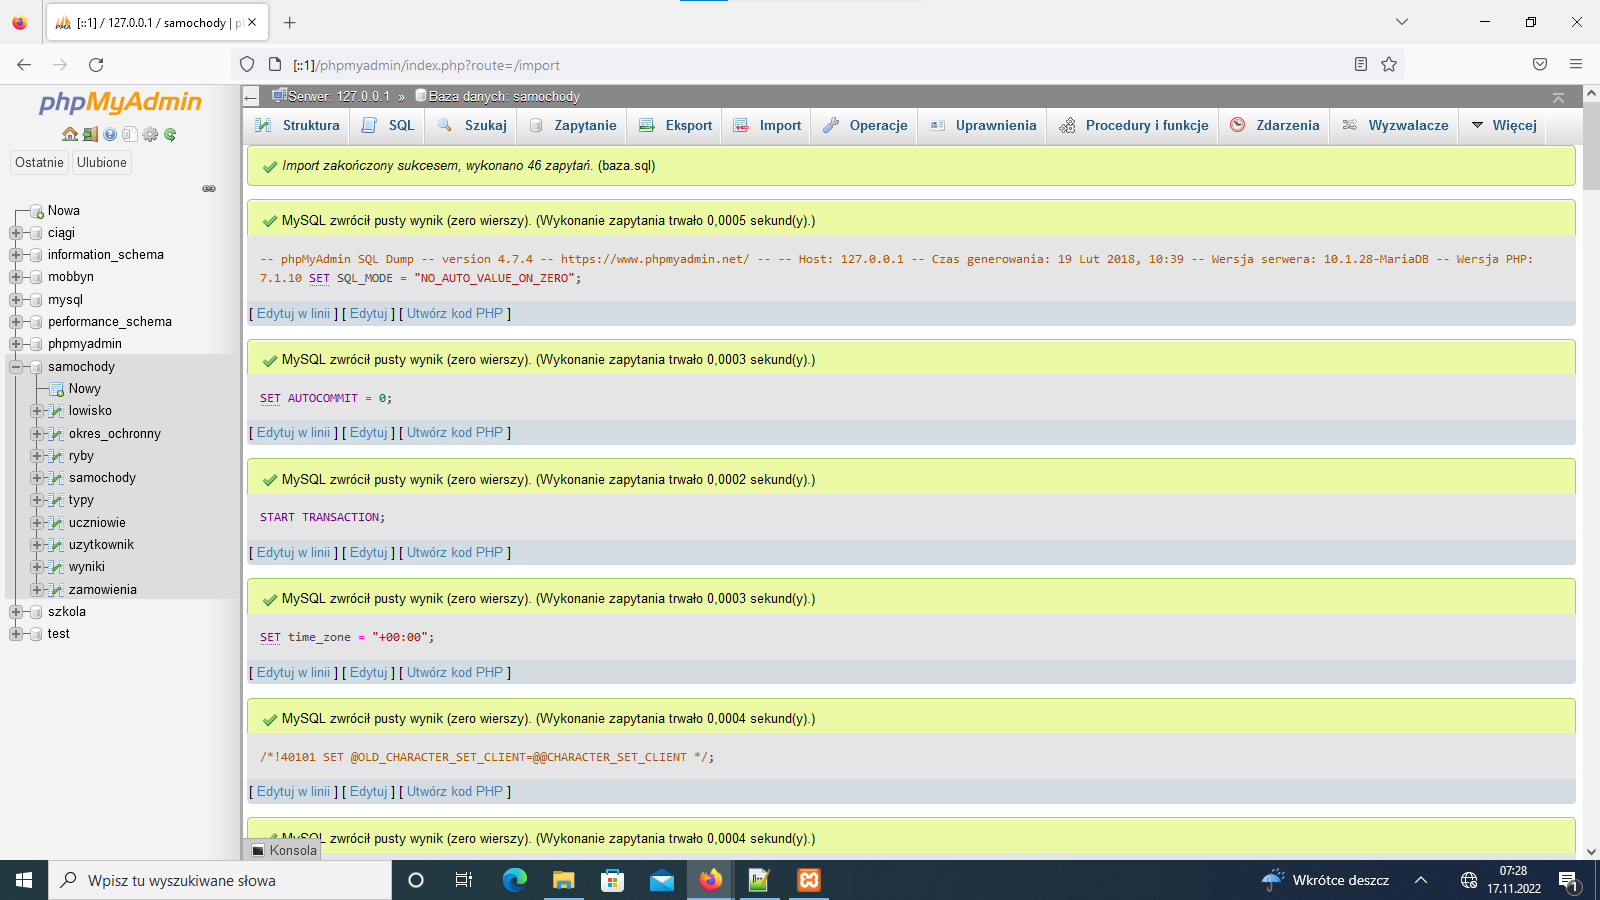 [::1] / 127.0.0.1 / samochody | p
[::1]/phpmyadmin/index.php?route=/import
phpMyAdmin
Ostatnie Ulubione
Nowa
ciągi
information_schema
mobbyn
mysql
performance_schema
phpmyadmin
samochody
Nowy
lowisko
okres_ochronny
ryby
samochody
typy
uczniowie
uzytkownik
wyniki
zamowienia
szkola
test
Serwer: 127.0.0.1 » Baza danych: samochody
Struktura SQL Szukaj Zapytanie Eksport Import Operacje Uprawnienia Procedury i funkcje Zdarzenia Wyzwalacze Więcej
Import zakończony sukcesem, wykonano 46 zapytań. (baza.sql)
MySQL zwrócił pusty wynik (zero wierszy). (Wykonanie zapytania trwało 0,0005 sekund(y).)
-- phpMyAdmin SQL Dump -- version 4.7.4 -- https://www.phpmyadmin.net/ -- -- Host: 127.0.0.1 -- Czas generowania: 19 Lut 2018, 10:39 -- Wersja serwera: 10.1.28-MariaDB -- Wersja PHP:
7.1.10 SET SQL_MODE = "NO_AUTO_VALUE_ON_ZERO";
[ Edytuj w linii ] [ Edytuj ] [ Utwórz kod PHP ]
MySQL zwrócił pusty wynik (zero wierszy). (Wykonanie zapytania trwało 0,0003 sekund(y).)
SET AUTOCOMMIT = 0;
[ Edytuj w linii ] [ Edytuj ] [ Utwórz kod PHP ]
MySQL zwrócił pusty wynik (zero wierszy). (Wykonanie zapytania trwało 0,0002 sekund(y).)
START TRANSACTION;
[ Edytuj w linii ] [ Edytuj ] [ Utwórz kod PHP ]
MySQL zwrócił pusty wynik (zero wierszy). (Wykonanie zapytania trwało 0,0003 sekund(y).)
SET time_zone = "+00:00";
[ Edytuj w linii ] [ Edytuj ] [ Utwórz kod PHP ]
MySQL zwrócił pusty wynik (zero wierszy). (Wykonanie zapytania trwało 0,0004 sekund(y).)
/*!40101 SET @OLD_CHARACTER_SET_CLIENT=@@CHARACTER_SET_CLIENT */;
[ Edytuj w linii ] [ Edytuj ] [ Utwórz kod PHP ]
MySQL zwrócił pusty wynik (zero wierszy). (Wykonanie zapytania trwało 0,0004 sekund(y).)
Konsola
Wpisz tu wyszukiwane słowa
Wkrótce deszcz
07:28
17.11.2022
1